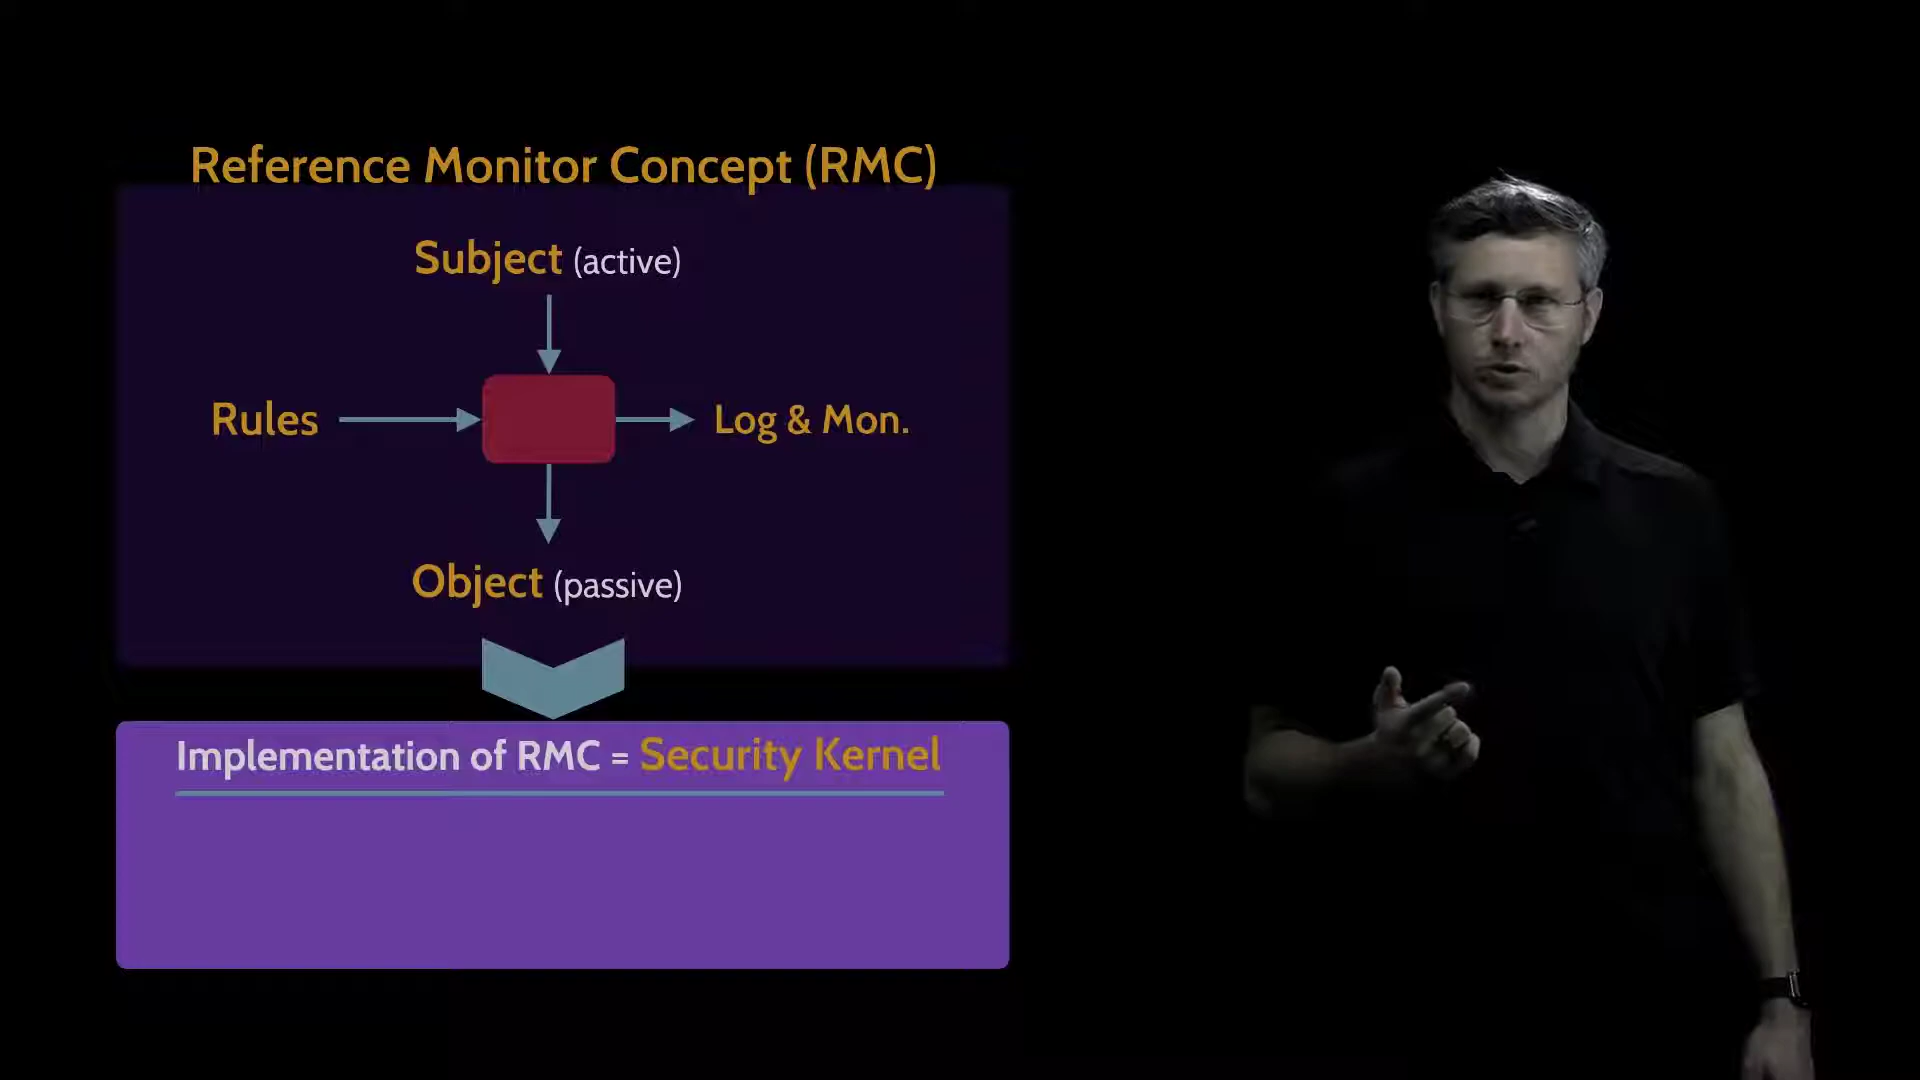 Reference Monitor Concept (RMC)
Subject (active)
Rules
Log & Mon.
Object (passive)
Implementation of RMC = Security Kernel